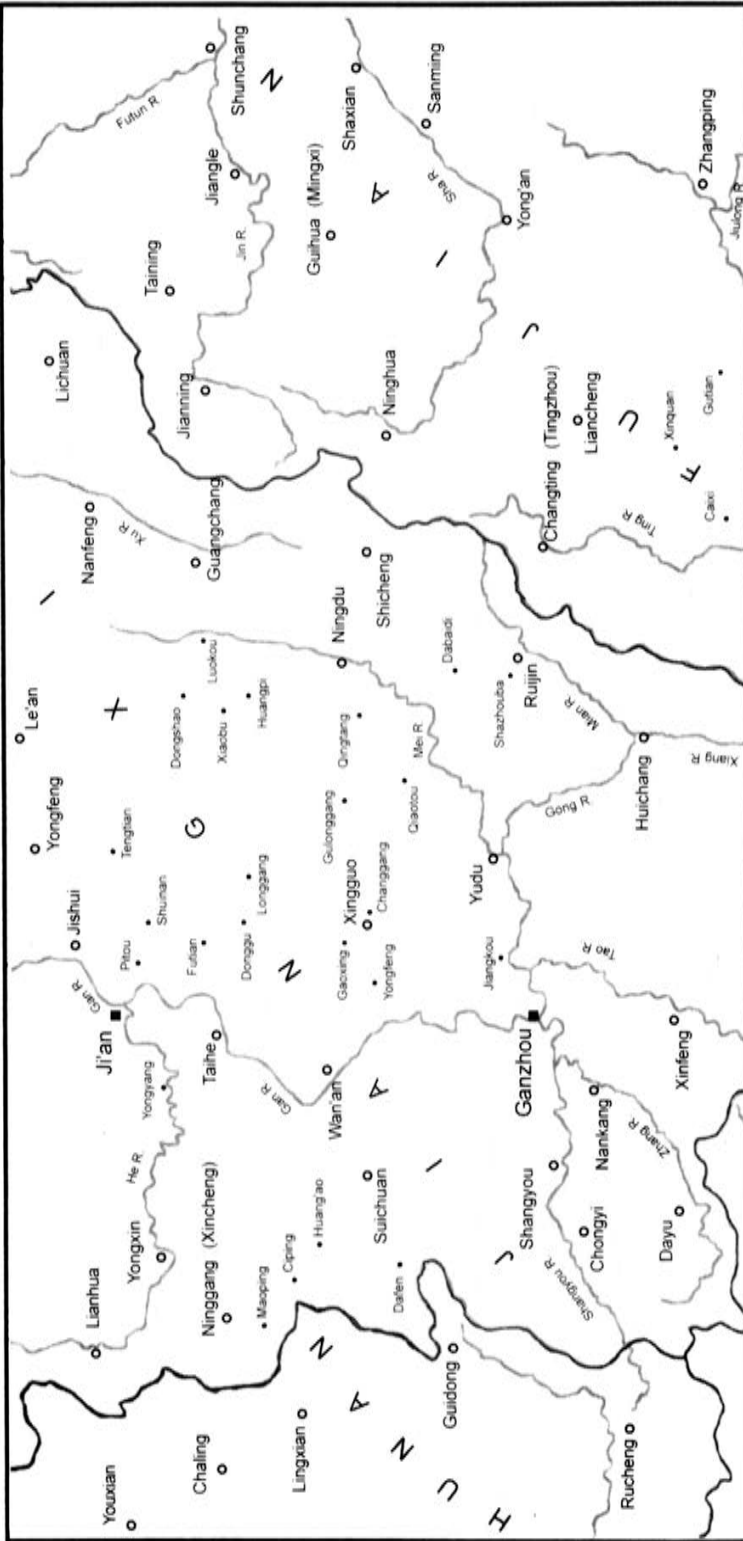 HUNAN
JIANGXI
FUJIAN
Youxian
Chaling
Lingxian
Guidong
Rucheng
Lianhua
Yongxin
Ninggang (Xincheng)
Maoping
Ciping
Huang'ao
Suichuan
Dafen
Shangyou
Chongyi
Nankang
Dayu
Shangyou R.
Zhang R.
He R.
Yongyang
Ji'an
Gan R.
Taihe
Gan R.
Wan'an
Ganzhou
Xinfeng
Tao R.
Jishui
Pitou
Shuinan
Futian
Donggu
Longgang
Gaoxing
Xingguo
Yongfeng
Changgang
Jiangkou
Yongfeng
Tengtian
Le'an
Dongshao
Xiaobu
Luokou
Huangpi
Gulonggang
Qingtang
Qiaotou
Mei R.
Yudu
Gong R.
Huichang
Xiang R.
Mian R.
Ruijin
Shazhouba
Dabaidi
Ningdu
Shicheng
Nanfeng
Xu R.
Guangchang
Lichuan
Jianning
Taining
Jiangle
Jin R.
Shunchang
Futun R.
Guihua (Mingxi)
Shaxian
Sanming
Sha R.
Yong'an
Ninghua
Changting (Tingzhou)
Ting R.
Liancheng
Xinquan
Caixi
Gutian
Zhangping
Jiulong R.